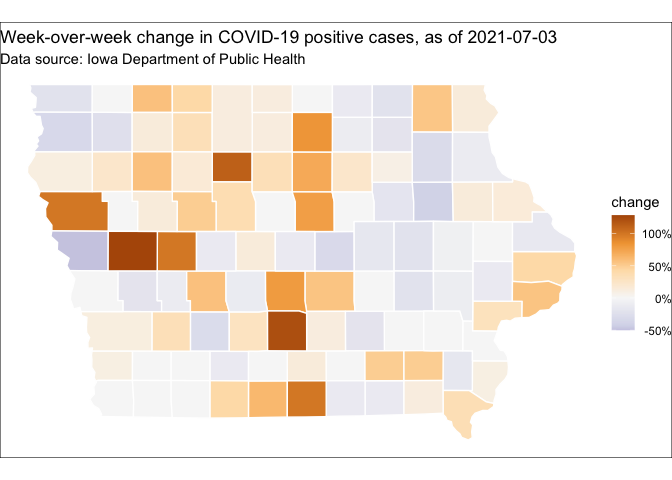 Week-over-week change in COVID-19 positive cases, as of 2021-07-03
Data source: Iowa Department of Public Health
change
100%
50%
0%
-50%